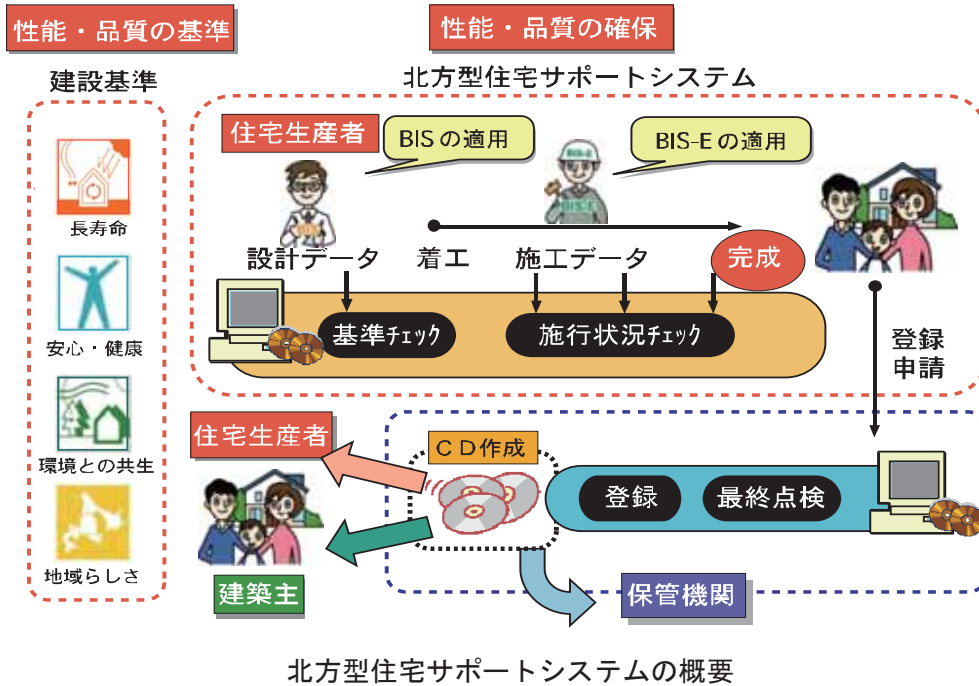 性能・品質の基準
建設基準
長寿命
安心・健康
環境との共生
地域らしさ
性能・品質の確保
北方型住宅サポートシステム
住宅生産者
BISの適用
BIS-Eの適用
BIS
BIS-E
BIS-E
設計データ
着工
施工データ
完成
基準チェック
施行状況チェック
登録
申請
住宅生産者
CD作成
登録
最終点検
建築主
保管機関
北方型住宅サポートシステムの概要